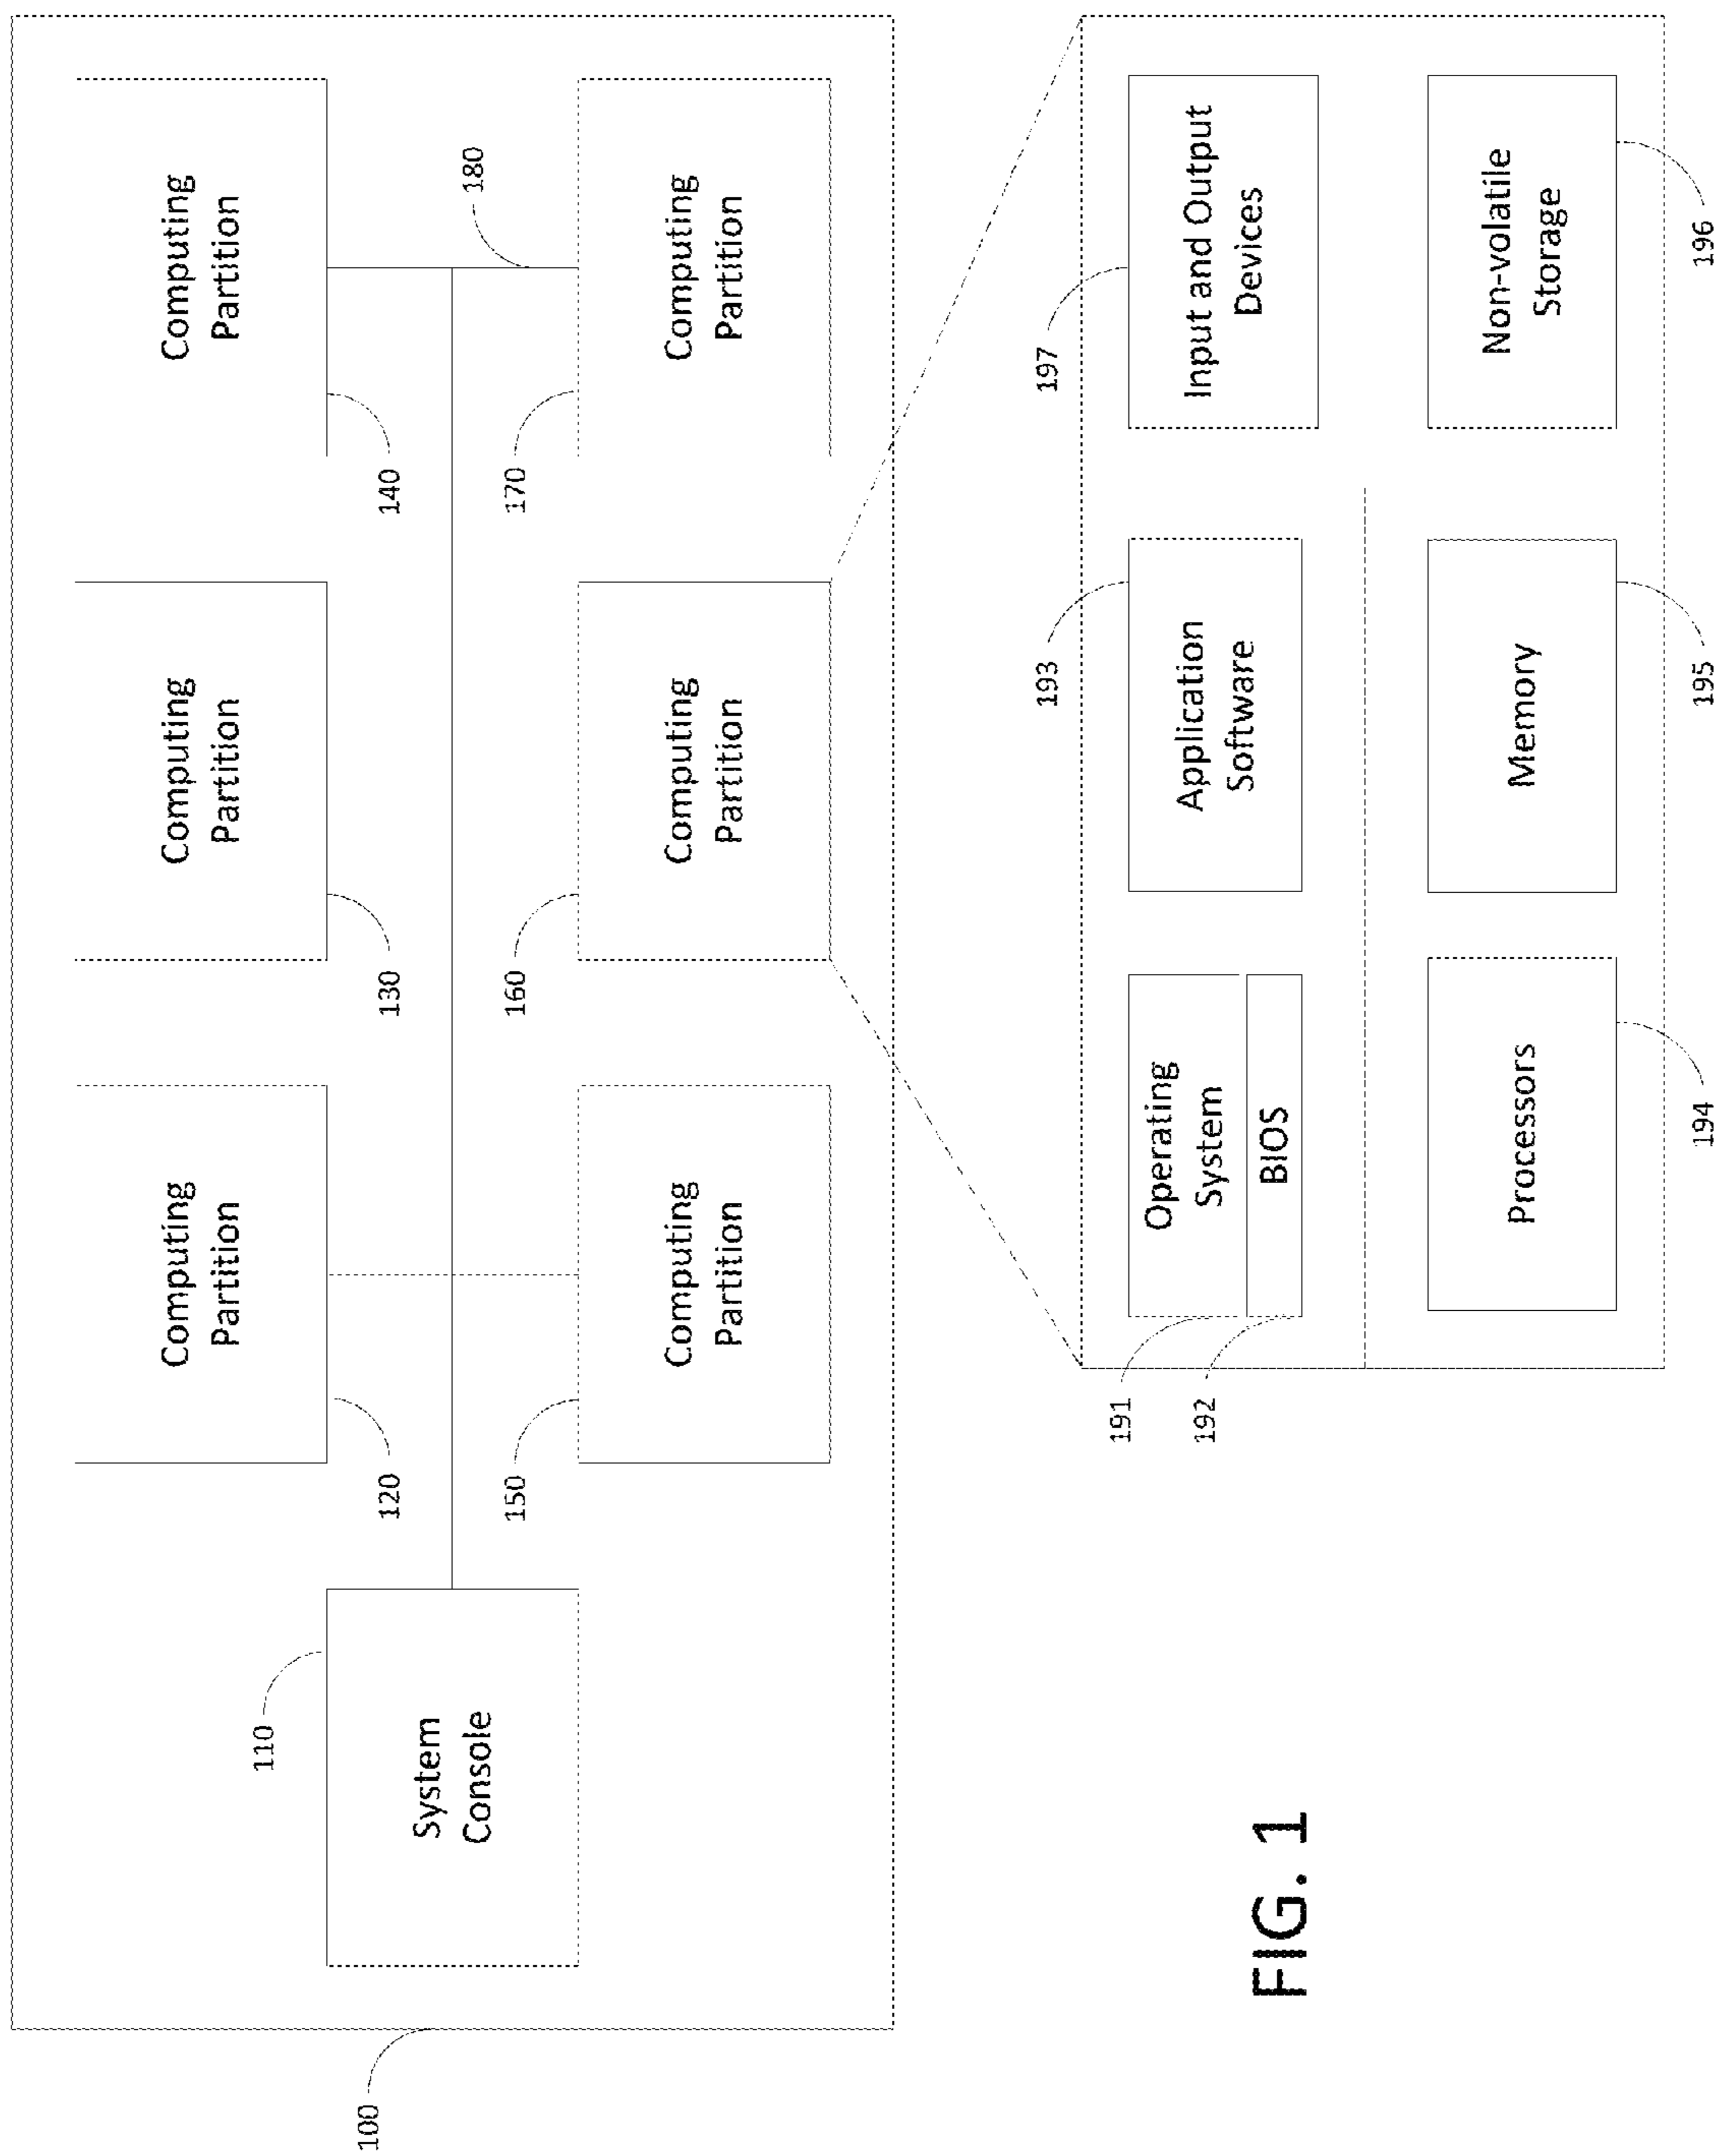 100
110
System
Console
120
Computing
Partition
130
Computing
Partition
140
Computing
Partition
150
Computing
Partition
160
Computing
Partition
170
Computing
Partition
180
191
Operating
System
192
BIOS
193
Application
Software
197
Input and Output
Devices
Processors
194
Memory
195
Non-volatile
Storage
196
FIG. 1